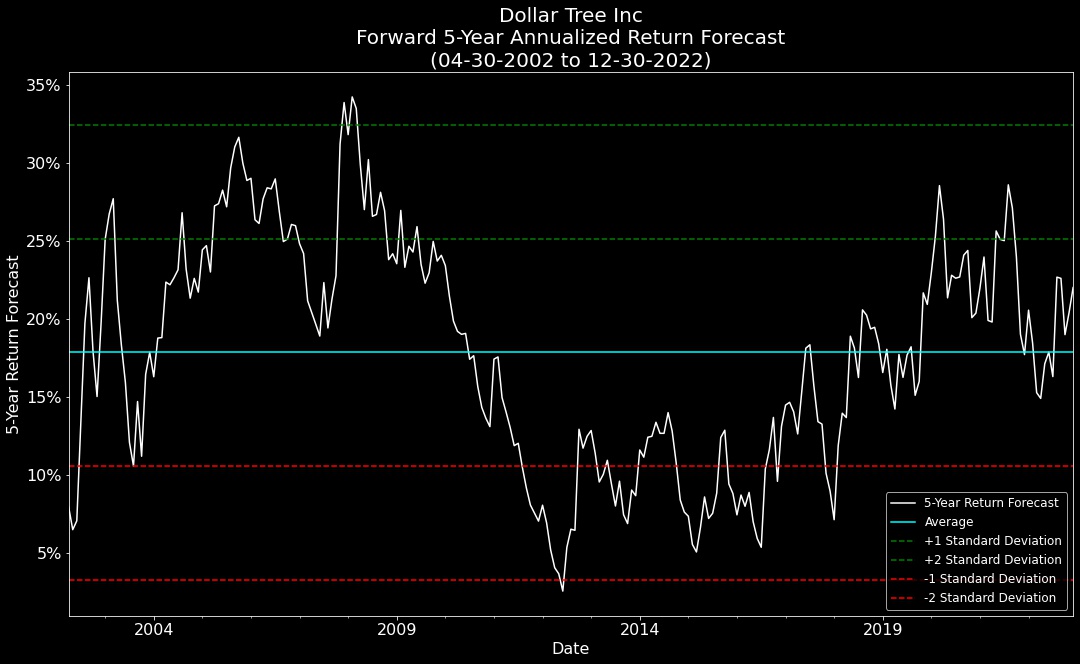 Dollar Tree Inc
Forward 5-Year Annualized Return Forecast
(04-30-2002 to 12-30-2022)
35%
30%
25%
20%
15%
10%
5%
5-Year Return Forecast
2004
2009
2014
2019
Date
5-Year Return Forecast
Average
+1 Standard Deviation
+2 Standard Deviation
-1 Standard Deviation
-2 Standard Deviation